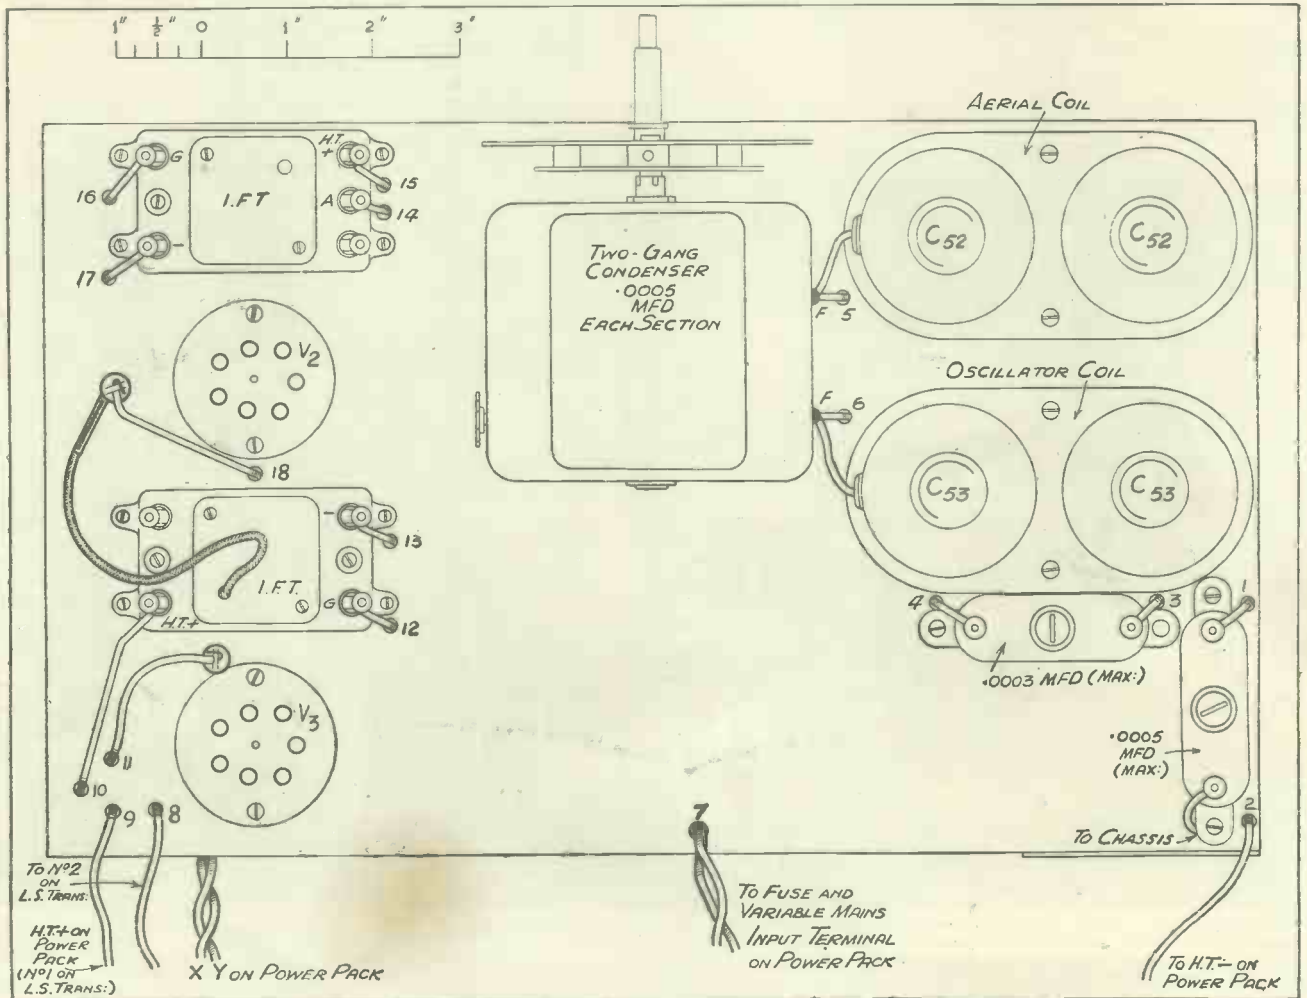 1" ½" 0 1" 2" 3"
AERIAL COIL
G
H.T.
+
I.F.T
16
15
A
14
-
17
C52
C52
TWO-GANG
CONDENSER
·0005
MFD
EACH SECTION
F 5
V2
OSCILLATOR COIL
F 6
18
C53
C53
-
13
I.F.T.
G
H.T.+
12
4
3
1
·0003 MFD (MAX:)
V3
·0005
MFD
(MAX:)
11
10
9
8
7
2
TO CHASSIS
TO Nº2
ON
L.S. TRANS:
H.T.+ ON
POWER
PACK
(Nº1 ON
L.S. TRANS:)
X Y ON POWER PACK
TO FUSE AND
VARIABLE MAINS
INPUT TERMINAL
ON POWER PACK
TO H.T.- ON
POWER PACK